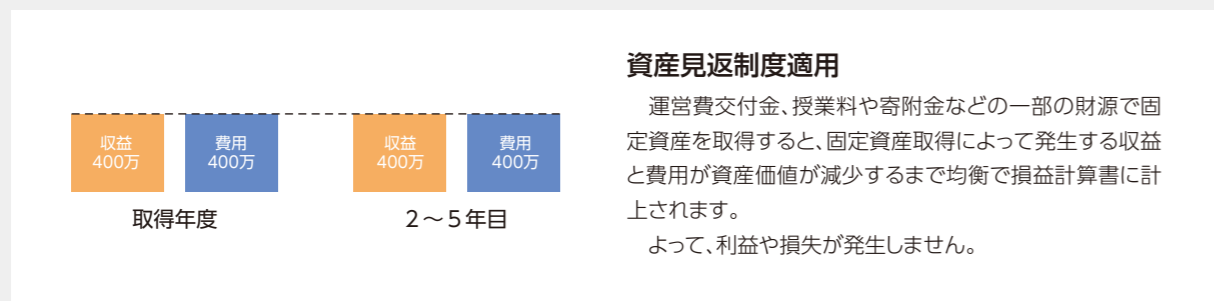 収益
400万
費用
400万
収益
400万
費用
400万
取得年度
2～5年目
資産見返制度適用
　運営費交付金、授業料や寄附金などの一部の財源で固
定資産を取得すると、固定資産取得によって発生する収益
と費用が資産価値が減少するまで均衡で損益計算書に計
上されます。
　よって、利益や損失が発生しません。